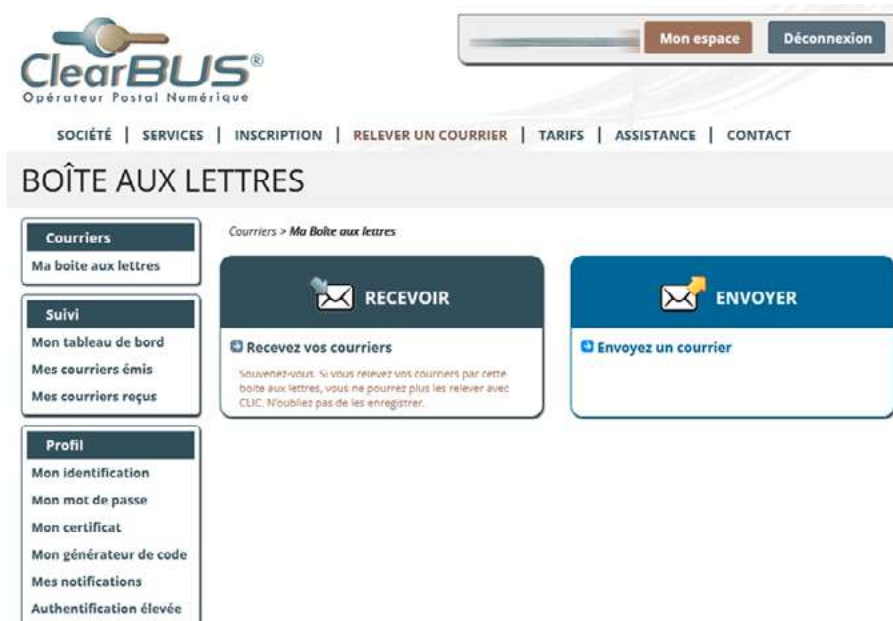 Mon espace
Déconnexion
ClearBUS®
Opérateur Postal Numérique
SOCIÉTÉ | SERVICES | INSCRIPTION | RELEVER UN COURRIER | TARIFS | ASSISTANCE | CONTACT
BOÎTE AUX LETTRES
Courriers
Ma boite aux lettres
Suivi
Mon tableau de bord
Mes courriers émis
Mes courriers reçus
Profil
Mon identification
Mon mot de passe
Mon certificat
Mon générateur de code
Mes notifications
Authentification élevée
Courriers > Ma Boîte aux lettres
RECEVOIR
Recevez vos courriers
Souvenez-vous. Si vous relevez vos courriers par cette
boite aux lettres, vous ne pourrez plus les relever avec
CLIC. N'oubliez pas de les enregistrer.
ENVOYER
Envoyez un courrier